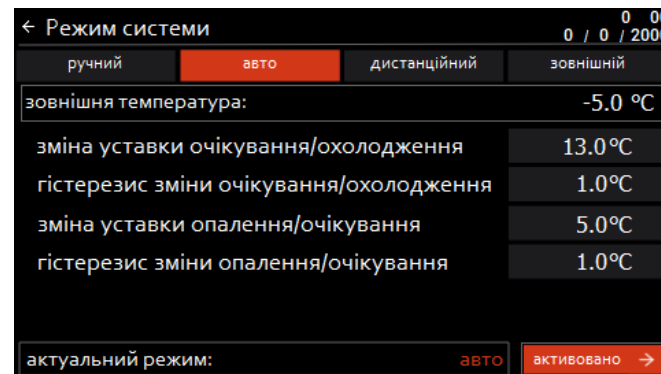 ← Режим системи 0 0
0 / 0 / 200
ручний авто дистанційний зовнішній
зовнішня температура: -5.0 °C
зміна уставки очікування/охолодження 13.0°C
гістерезис зміни очікування/охолодження 1.0°C
зміна уставки опалення/очікування 5.0°C
гістерезис зміни опалення/очікування 1.0°C
актуальний режим: авто активовано →